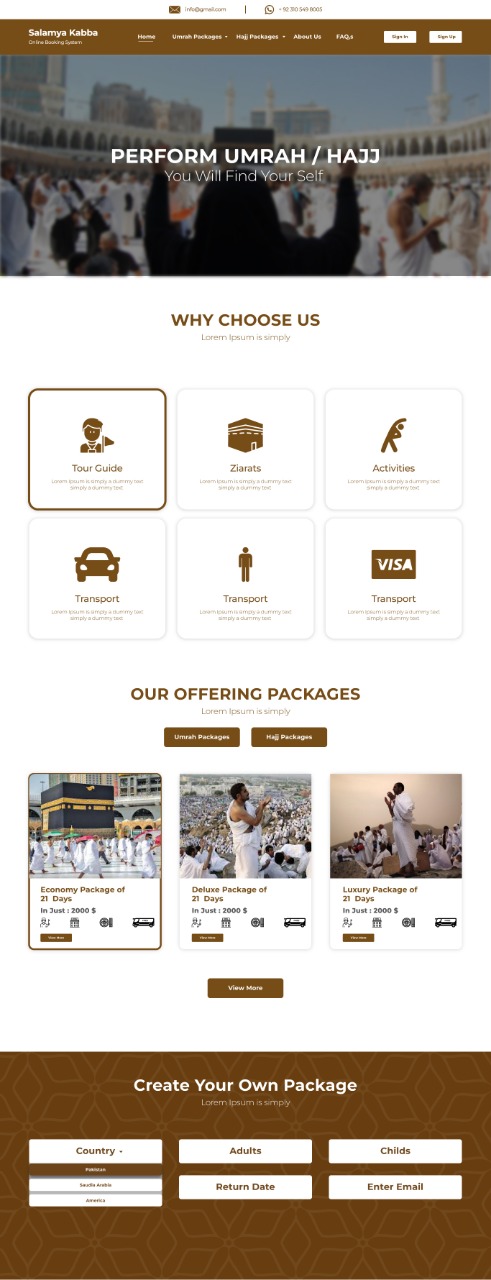 info@gmail.com
+ 92 310 549 8005
Salamya Kabba
Online Booking System
Home
Umrah Packages
Hajj Packages
About Us
FAQ,s
Sign In
Sign Up
PERFORM UMRAH / HAJJ
You Will Find Your Self
WHY CHOOSE US
Lorem Ipsum is simply
Tour Guide
Lorem Ipsum is simply a dummy text
simply a dummy text
Ziarats
Lorem Ipsum is simply a dummy text
simply a dummy text
Activities
Lorem Ipsum is simply a dummy text
simply a dummy text
Transport
Lorem Ipsum is simply a dummy text
simply a dummy text
Transport
Lorem Ipsum is simply a dummy text
simply a dummy text
VISA
Transport
Lorem Ipsum is simply a dummy text
simply a dummy text
OUR OFFERING PACKAGES
Lorem Ipsum is simply
Umrah Packages
Hajj Packages
Economy Package of
21 Days
In Just : 2000 $
View More
Deluxe Package of
21 Days
In Just : 2000 $
View More
Luxury Package of
21 Days
In Just : 2000 $
View More
View More
Create Your Own Package
Lorem Ipsum is simply
Country
Adults
Childs
Pakistan
Saudia Arabia
America
Return Date
Enter Email